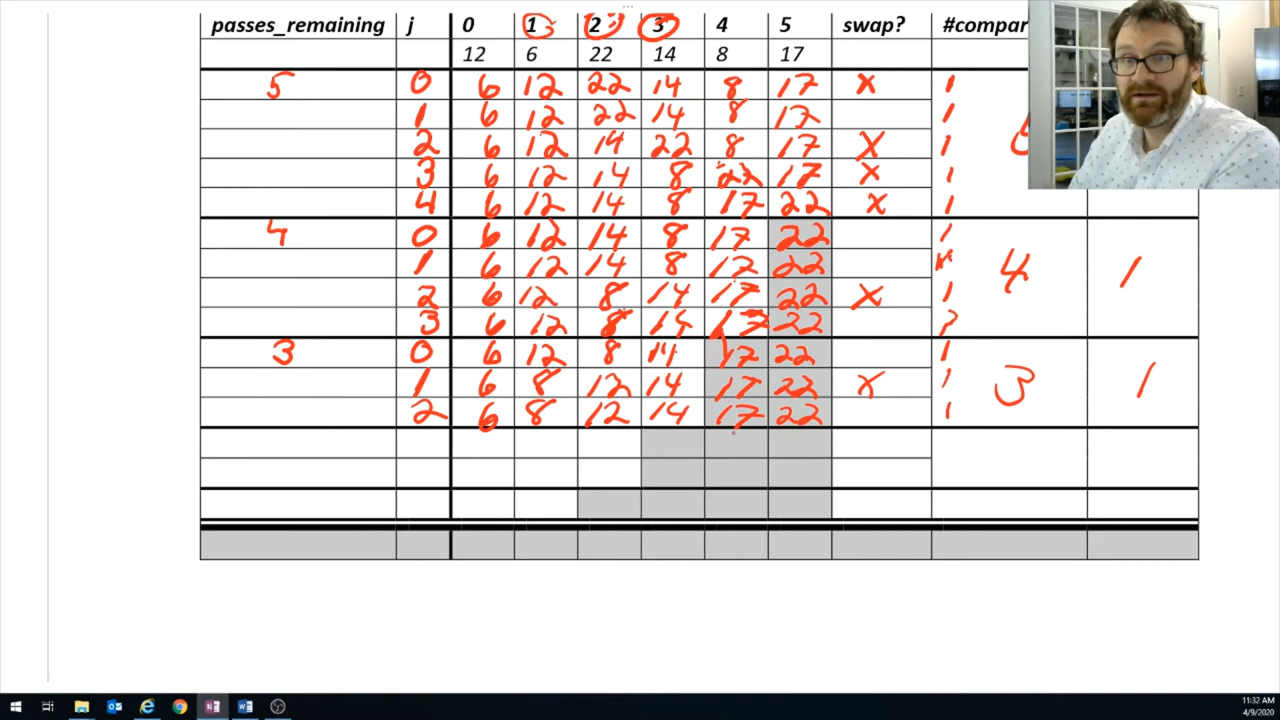 passes_remaining j 0 1 2 3 4 5 swap? #compar
12 6 22 14 8 17
5 0 6 12 22 14 8 17 x 1
1 6 12 22 14 8 17 1
2 6 12 14 22 8 17 X 1
3 6 12 14 8 22 17 x 1
4 6 12 14 8 17 22 x 1
4 0 6 12 14 8 17 22 1
1 6 12 14 8 17 22 4 1
2 6 12 8 14 17 22 X 1
3 6 12 8 14 17 22
3 0 6 12 8 14 17 22 1
1 6 8 12 14 17 22 X 1 3 1
2 6 8 12 14 17 22 1
11:32 AM
4/9/2020